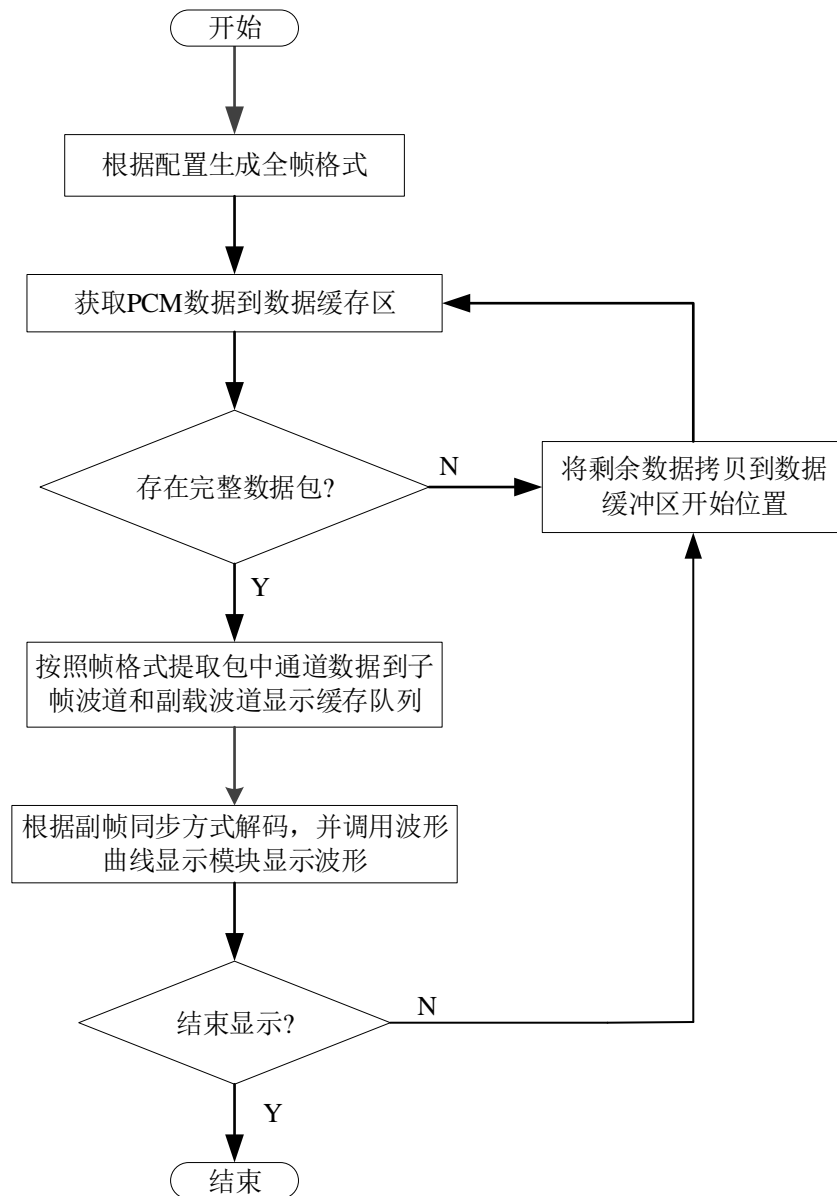 开始
根据配置生成全帧格式
获取PCM数据到数据缓存区
存在完整数据包?
N
将剩余数据拷贝到数据
缓冲区开始位置
Y
按照帧格式提取包中通道数据到子
帧波道和副载波道显示缓存队列
根据副帧同步方式解码，并调用波形
曲线显示模块显示波形
结束显示?
N
Y
结束